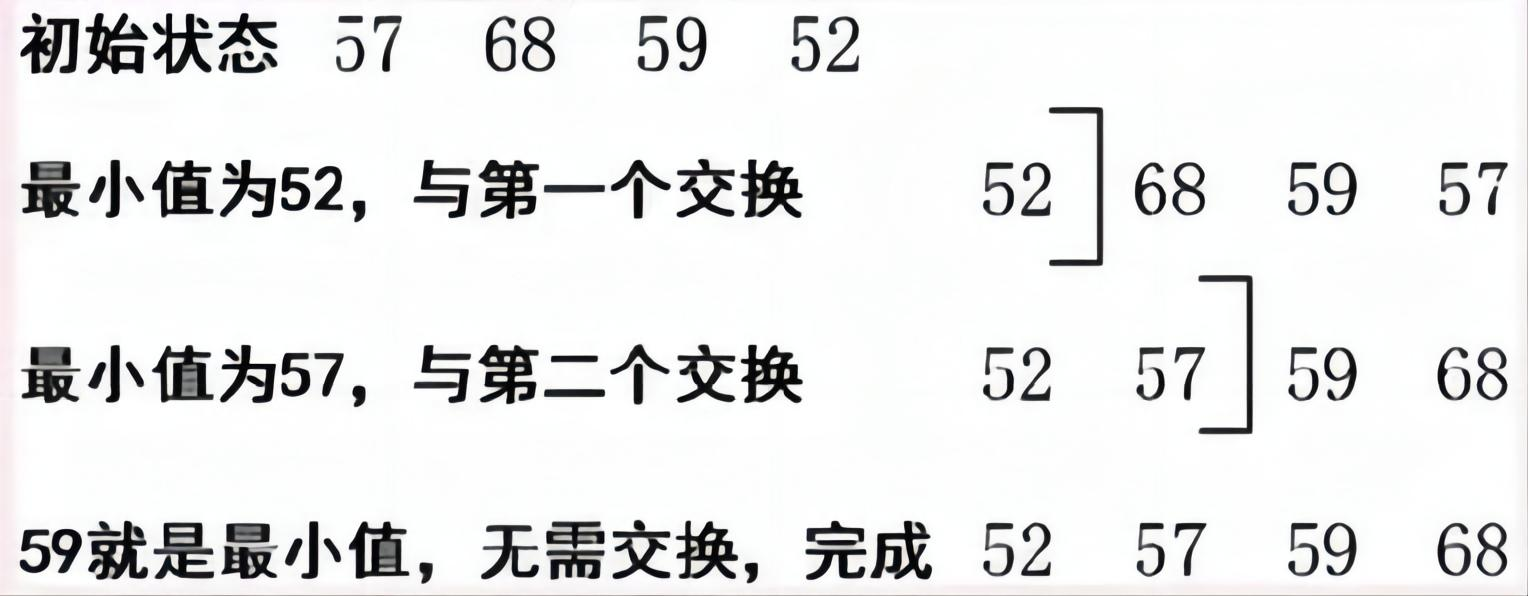 初始状态 57 68 59 52
最小值为52，与第一个交换 52 68 59 57
最小值为57，与第二个交换 52 57 59 68
59就是最小值，无需交换，完成 52 57 59 68